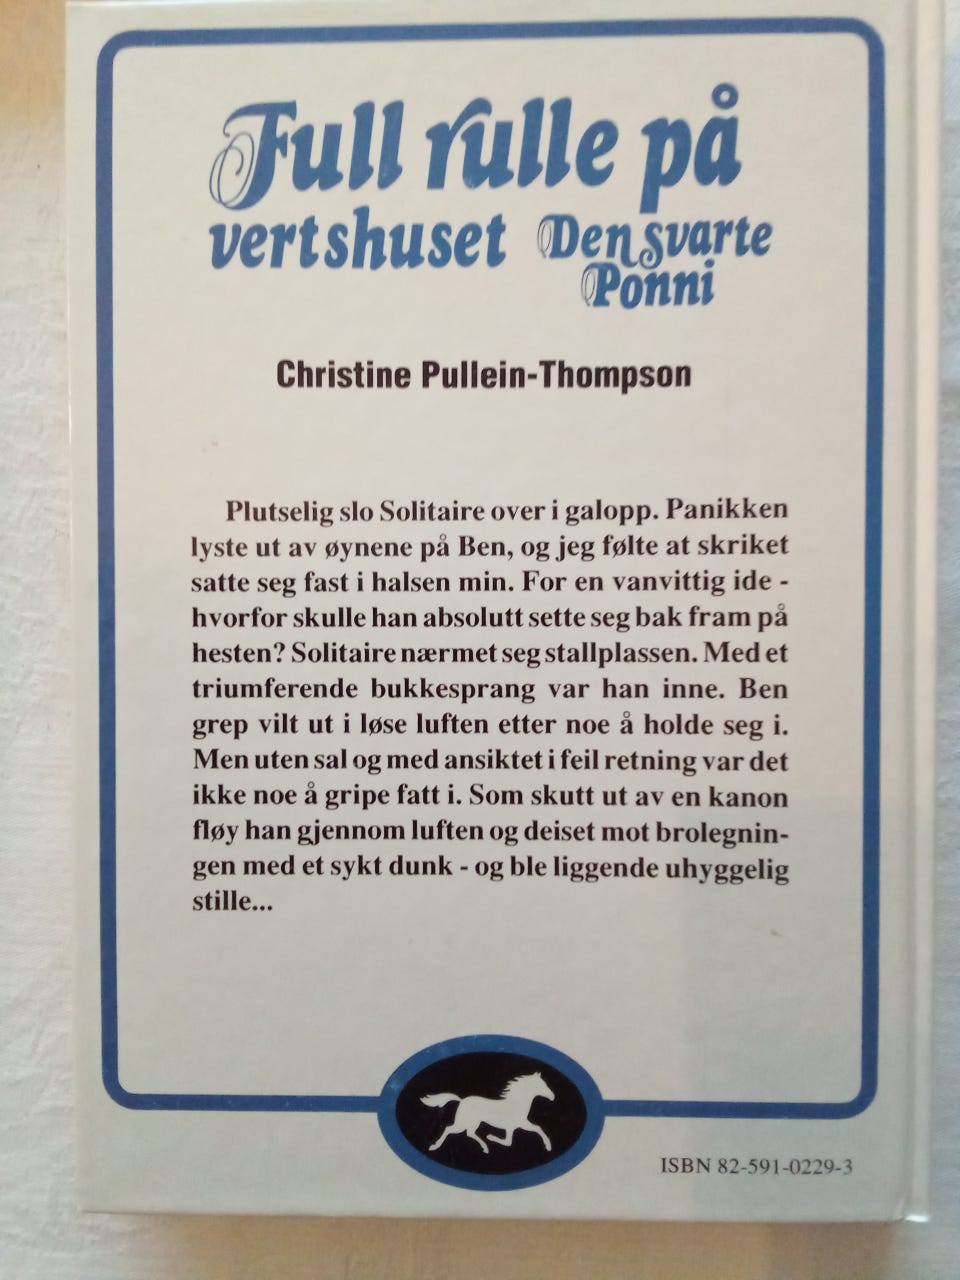 Full rulle på
vertshuset Den svarte
Ponni
Christine Pullein-Thompson
Plutselig slo Solitaire over i galopp. Panikken
lyste ut av øynene på Ben, og jeg følte at skriket
satte seg fast i halsen min. For en vanvittig ide -
hvorfor skulle han absolutt sette seg bak fram på
hesten? Solitaire nærmet seg stallplassen. Med et
triumferende bukkesprang var han inne. Ben
grep vilt ut i løse luften etter noe å holde seg i.
Men uten sal og med ansiktet i feil retning var det
ikke noe å gripe fatt i. Som skutt ut av en kanon
fløy han gjennom luften og deiset mot brolegnin-
gen med et sykt dunk - og ble liggende uhyggelig
stille...
ISBN 82-591-0229-3